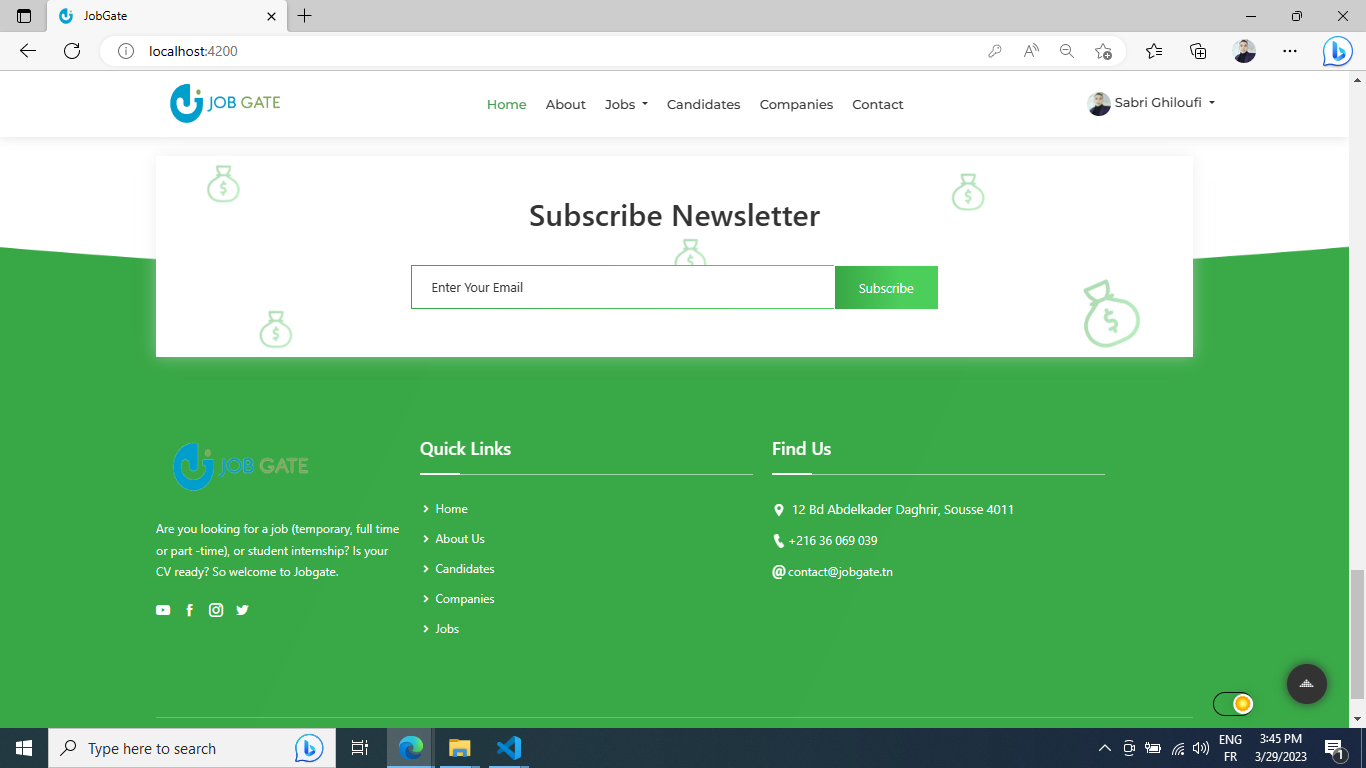 JobGate
localhost:4200
JOB GATE
Home About Jobs Candidates Companies Contact
Sabri Ghiloufi
Subscribe Newsletter
Enter Your Email
Subscribe
JOB GATE
Are you looking for a job (temporary, full time
or part -time), or student internship? Is your
CV ready? So welcome to Jobgate.
Quick Links
Home
About Us
Candidates
Companies
Jobs
Find Us
12 Bd Abdelkader Daghrir, Sousse 4011
+216 36 069 039
contact@jobgate.tn
Type here to search
ENG
FR
3:45 PM
3/29/2023
1